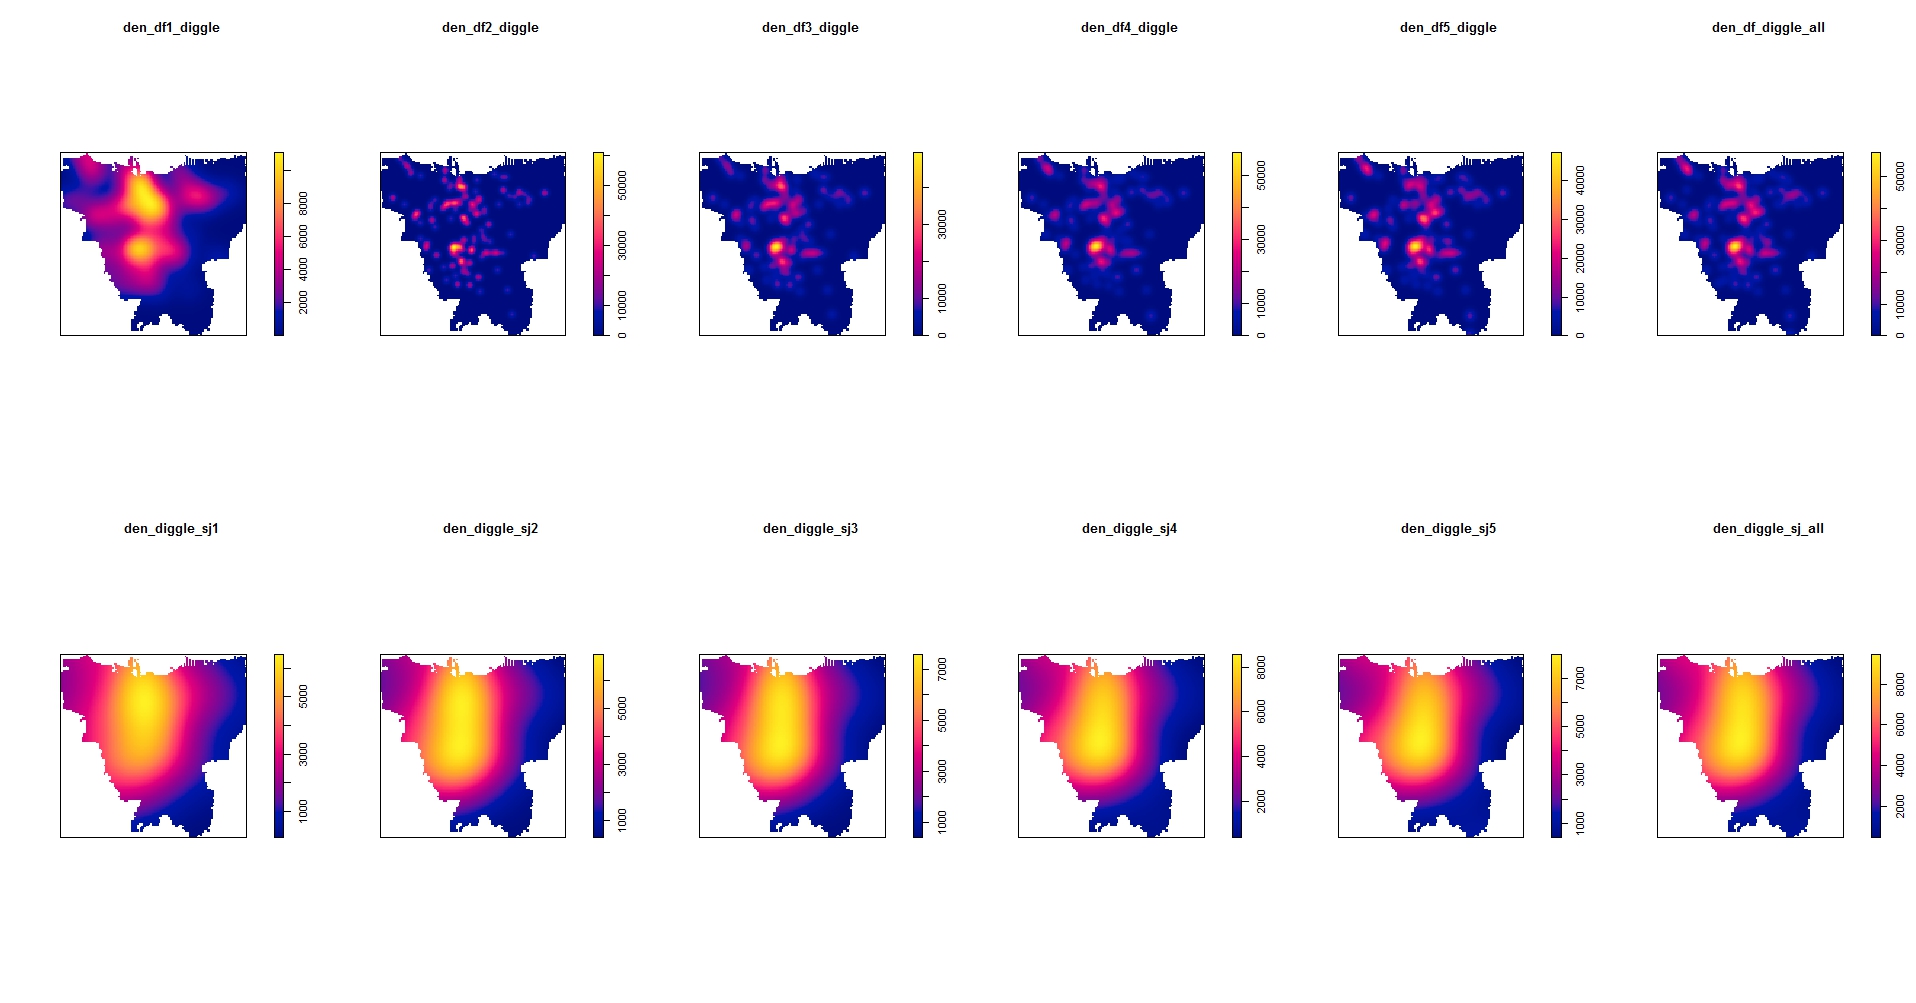 den_df1_diggle
den_df2_diggle
den_df3_diggle
den_df4_diggle
den_df5_diggle
den_df_diggle_all
2000 4000 6000 8000
0 10000 30000 50000
0 10000 30000
0 10000 30000 50000
0 10000 20000 30000 40000
0 10000 30000 50000
den_diggle_sj1
den_diggle_sj2
den_diggle_sj3
den_diggle_sj4
den_diggle_sj5
den_diggle_sj_all
1000 3000 5000
1000 3000 5000
1000 3000 5000 7000
2000 4000 6000 8000
1000 3000 5000 7000
2000 4000 6000 8000